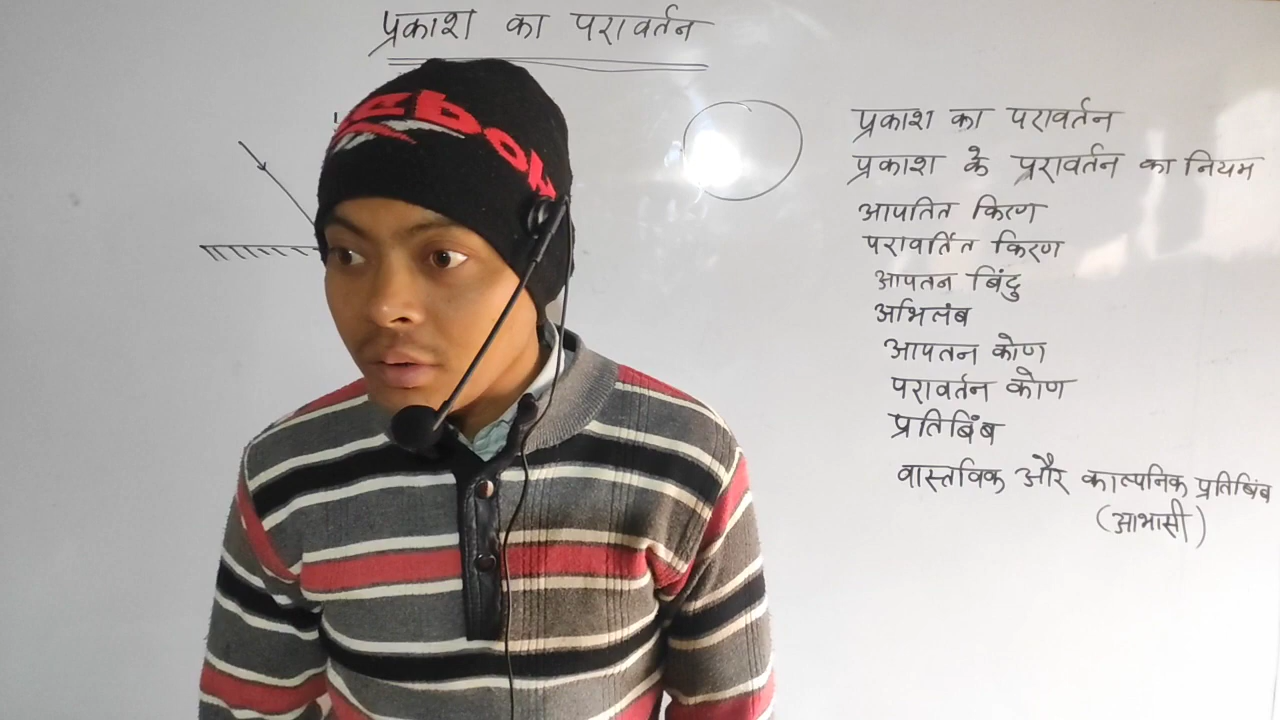 प्रकाश का परावर्तन
ebok
प्रकाश का परावर्तन
प्रकाश के परावर्तन का नियम
आपतित किरण
परावर्तित किरण
आपतन बिंदु
अभिलंब
आपतन कोण
परावर्तन कोण
प्रतिबिंब
वास्तविक और काल्पनिक प्रतिबिंब
(आभासी)